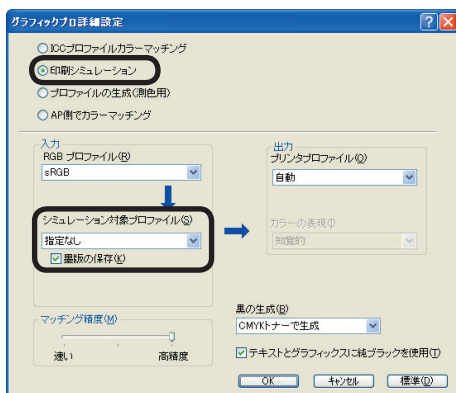 グラフィックプロ詳細設定
ICCプロファイルカラーマッチング
印刷シミュレーション
プロファイルの生成(測色用)
AP側でカラーマッチング
入力
RGB プロファイル(R)
sRGB
シミュレーション対象プロファイル(S)
指定なし
墨版の保存(K)
マッチング精度(M)
速い
高精度
出力
プリンタプロファイル(O)
自動
カラーの表現(I)
知覚的
黒の生成(B)
CMYKトナーで生成
テキストとグラフィックスに純ブラックを使用(T)
OK
キャンセル
標準(D)